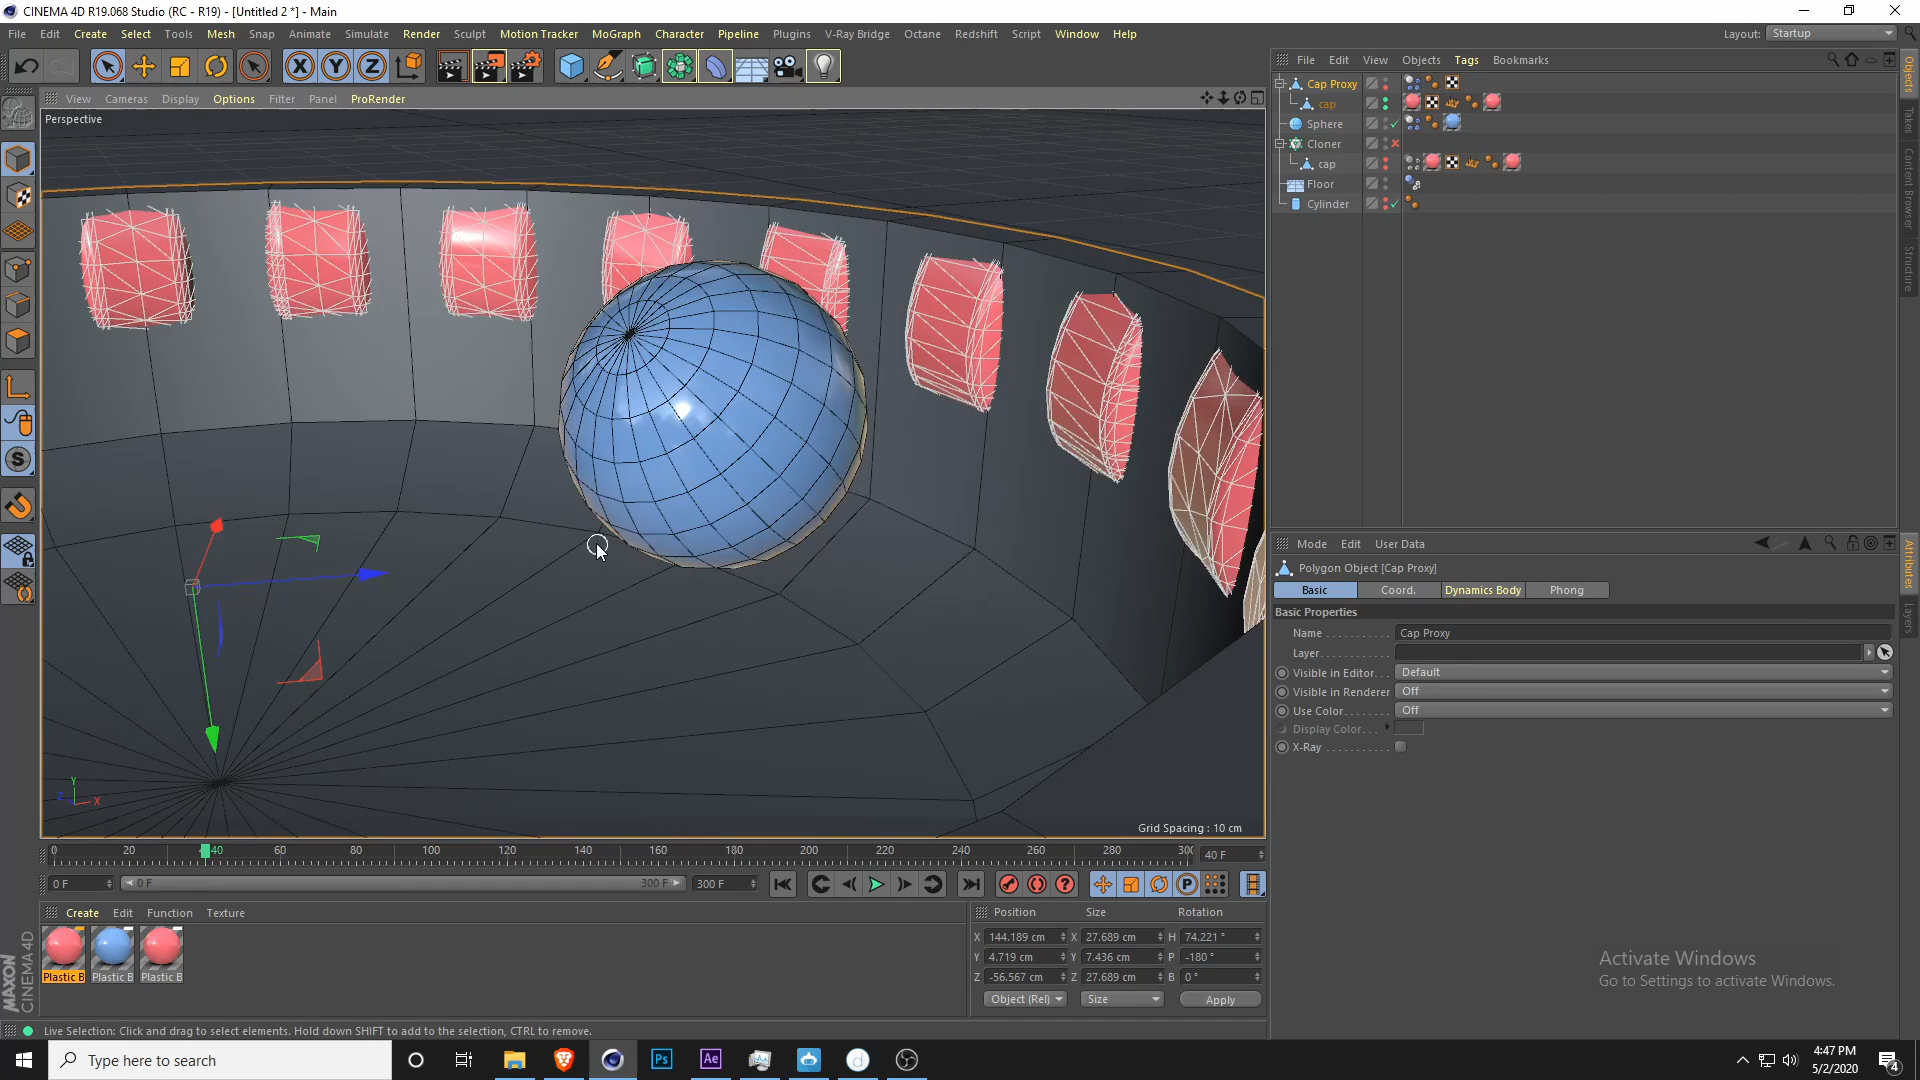 CINEMA 4D R19.068 Studio (RC - R19) - [Untitled 2 *] - Main
File Edit Create Select Tools Mesh Snap Animate Simulate Render Sculpt Motion Tracker MoGraph Character Pipeline Plugins V-Ray Bridge Octane Redshift Script Window Help
Layout: Startup
View Cameras Display Options Filter Panel ProRender
Perspective
File Edit View Objects Tags Bookmarks
Cap Proxy
cap
Sphere
Cloner
cap
Floor
Cylinder
Objects
Takes
Content Browser
Structure
Mode Edit User Data
Polygon Object [Cap Proxy]
Basic Coord. Dynamics Body Phong
Basic Properties
Name Cap Proxy
Layer
Visible in Editor Default
Visible in Renderer Off
Use Color Off
Display Color
X-Ray
Attributes
Layers
Y
Z
X
Grid Spacing : 10 cm
0 20 40 60 80 100 120 140 160 180 200 220 240 260 280 300
40 F
0 F 0 F 300 F 300 F
Create Edit Function Texture
Plastic B Plastic B Plastic B
Position Size Rotation
X 144.189 cm X 27.689 cm H 74.221 °
Y 4.719 cm Y 7.436 cm P -180 °
Z -56.567 cm Z 27.689 cm B 0 °
Object (Rel) Size Apply
MAXON
CINEMA 4D
Activate Windows
Go to Settings to activate Windows.
Live Selection: Click and drag to select elements. Hold down SHIFT to add to the selection, CTRL to remove.
Type here to search
Ps
Ae
4:47 PM
5/2/2020
4